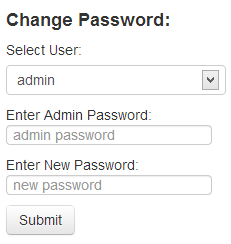 Change Password:
Select User:
admin
Enter Admin Password:
admin password
Enter New Password:
new password
Submit